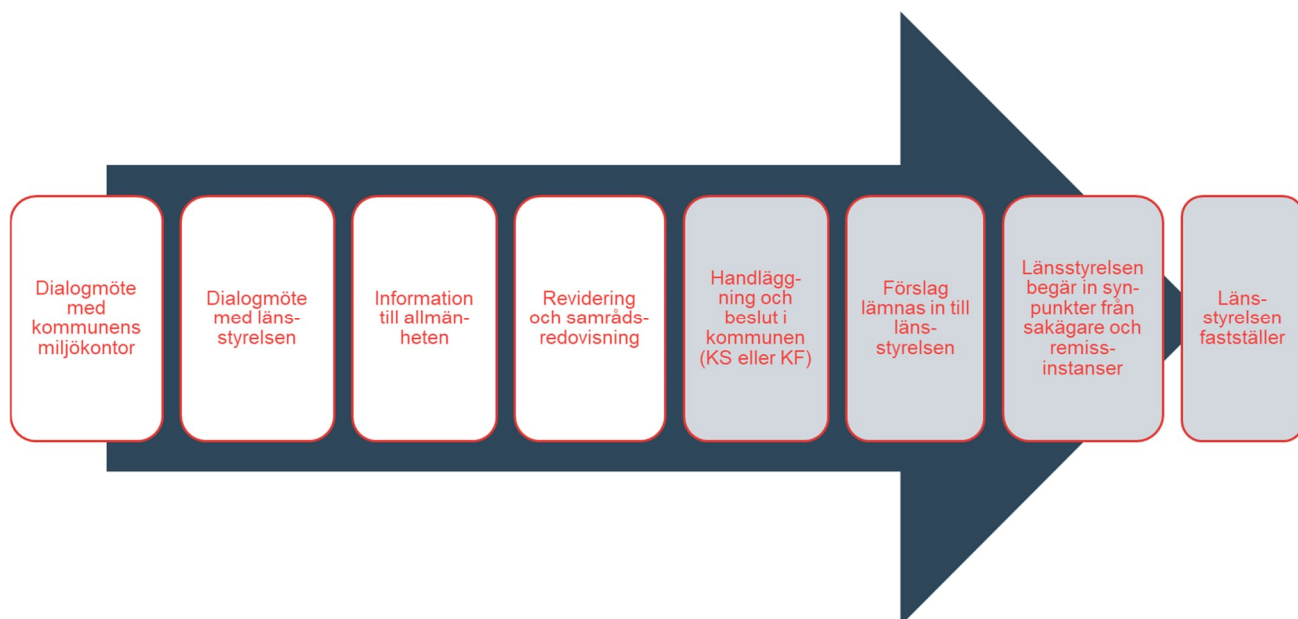 Dialogmöte
med
kommunens
miljökontor
Dialogmöte
med läns-
styrelsen
Information
till allmän-
heten
Revidering
och samråds-
redovisning
Handlägg-
ning och
beslut i
kommunen
(KS eller KF)
Förslag
lämnas in till
läns-
styrelsen
Länsstyrelsen
begär in syn-
punkter från
sakägare och
remiss-
instanser
Läns-
styrelsen
fastställer